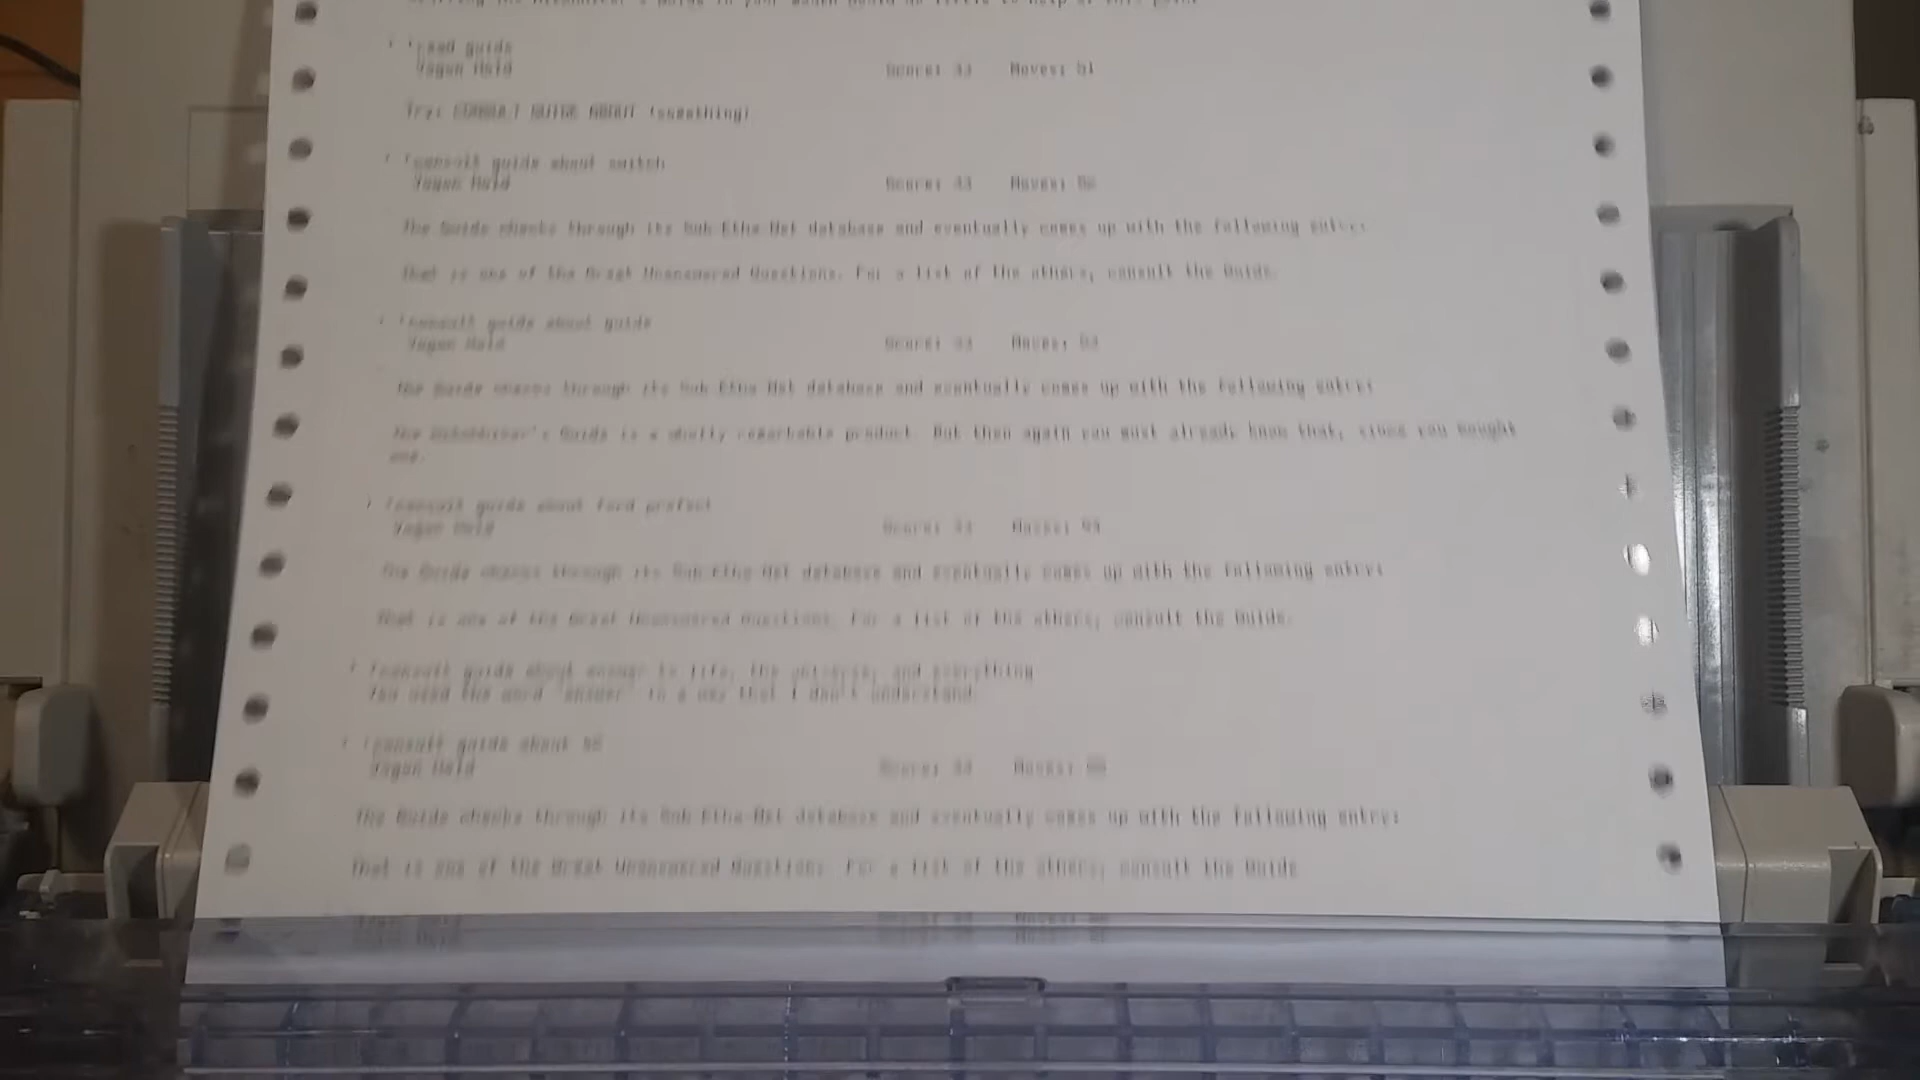 read guide
Vogon Hold Score: 33 Moves: 51
Try: CONSULT GUIDE ABOUT (something)
consult guide about switch
Vogon Hold Score: 33 Moves: 52
The Guide checks through its Sub-Etha-Net database and eventually comes up with the following entry:
That is one of the Great Unanswered Questions. For a list of the others, consult the Guide.
consult guide about guide
Vogon Hold Score: 33 Moves: 53
The Guide checks through its Sub-Etha-Net database and eventually comes up with the following entry:
The Hitchhiker's Guide is a wholly remarkable product. But then again you must already know that, since you bought
one.
consult guide about ford prefect
Vogon Hold Score: 33 Moves:
The Guide checks through its Sub-Etha-Net database and eventually comes up with the following entry:
That is one of the Great Unanswered Questions. For a list of the others, consult the Guide.
consult guide about answer to life, the universe, and everything
You used the word "answer" in a way that I don't understand.
consult guide about
Vogon Hold Score: 33 Moves:
The Guide checks through its Sub-Etha-Net database and eventually comes up with the following entry:
That is one of the Great Unanswered Questions. For a list of the others, consult the Guide.